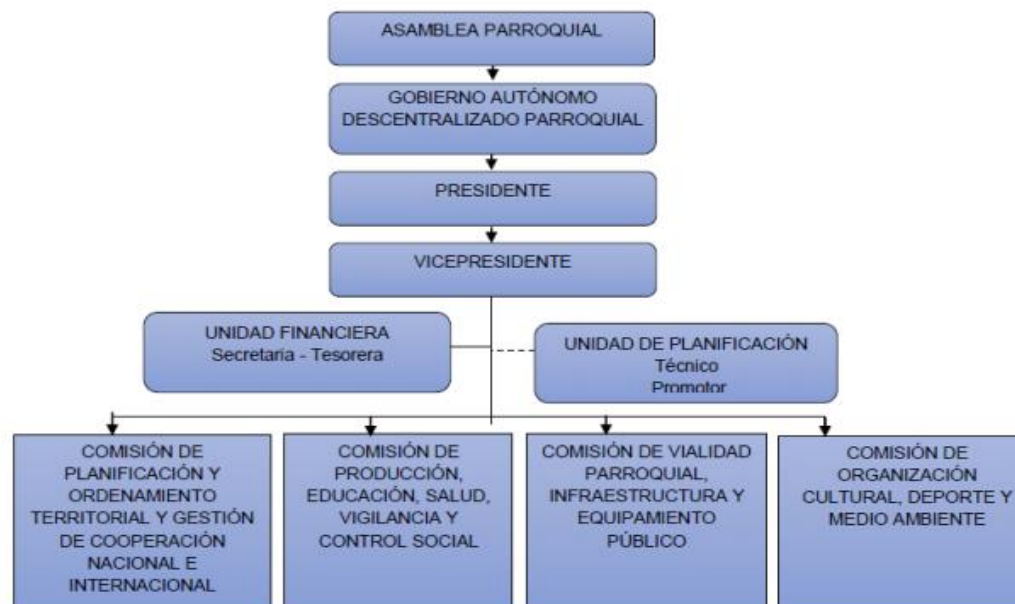 ASAMBLEA PARROQUIAL
GOBIERNO AUTÓNOMO
DESCENTRALIZADO PARROQUIAL
PRESIDENTE
VICEPRESIDENTE
UNIDAD FINANCIERA
Secretaria - Tesorera
UNIDAD DE PLANIFICACIÓN
Técnico
Promotor
COMISIÓN DE
PLANIFICACIÓN Y
ORDENAMIENTO
TERRITORIAL Y GESTIÓN
DE COOPERACIÓN
NACIONAL E
INTERNACIONAL
COMISIÓN DE
PRODUCCIÓN,
EDUCACIÓN, SALUD,
VIGILANCIA Y
CONTROL SOCIAL
COMISIÓN DE VIALIDAD
PARROQUIAL,
INFRAESTRUCTURA Y
EQUIPAMIENTO
PÚBLICO
COMISIÓN DE
ORGANIZACIÓN
CULTURAL, DEPORTE Y
MEDIO AMBIENTE